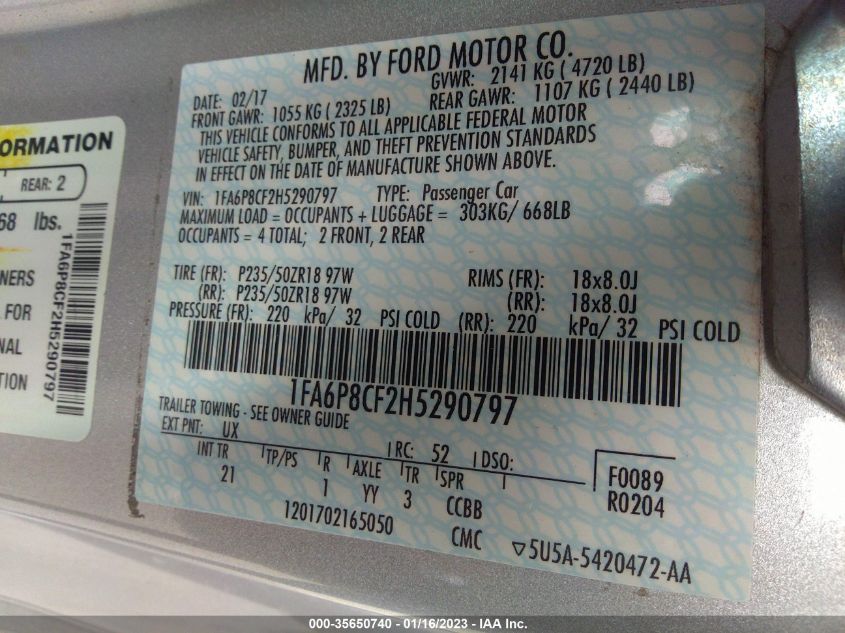 ORMATION
REAR: 2
68 lbs.
NERS
FOR
NAL
TION
1FA6P8CF2H5290797
MFD. BY FORD MOTOR CO.
DATE: 02/17 GVWR: 2141 KG ( 4720 LB)
FRONT GAWR: 1055 KG ( 2325 LB) REAR GAWR: 1107 KG ( 2440 LB)
THIS VEHICLE CONFORMS TO ALL APPLICABLE FEDERAL MOTOR
VEHICLE SAFETY, BUMPER, AND THEFT PREVENTION STANDARDS
IN EFFECT ON THE DATE OF MANUFACTURE SHOWN ABOVE.
VIN: 1FA6P8CF2H5290797 TYPE: Passenger Car
MAXIMUM LOAD = OCCUPANTS + LUGGAGE = 303KG/ 668LB
OCCUPANTS = 4 TOTAL; 2 FRONT, 2 REAR
TIRE (FR): P235/50ZR18 97W RIMS (FR): 18x8.0J
(RR): P235/50ZR18 97W (RR): 18x8.0J
PRESSURE (FR): 220 kPa/ 32 PSI COLD (RR): 220 kPa/ 32 PSI COLD
1FA6P8CF2H5290797
TRAILER TOWING - SEE OWNER GUIDE
EXT PNT: UX RC: 52 DSO:
INT TR TP/PS R AXLE TR SPR F0089
21 1 YY 3 CCBB R0204
1201702165050 CMC ▽5U5A-5420472-AA
000-35650740 - 01/16/2023 - IAA Inc.